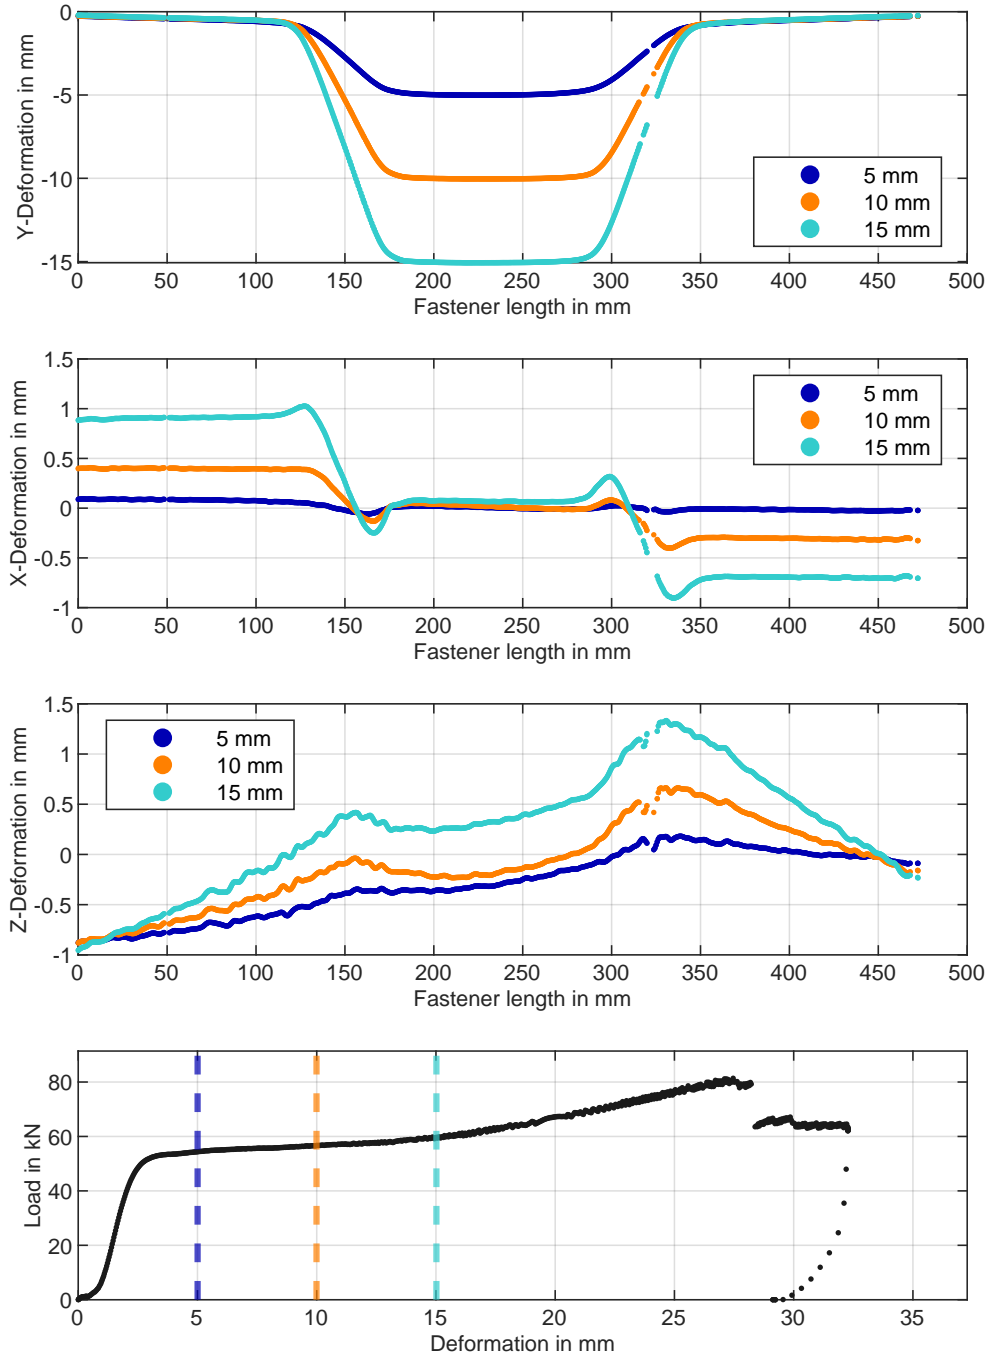 0
-5
-10
-15
Y-Deformation in mm
5 mm
10 mm
15 mm
0 50 100 150 200 250 300 350 400 450 500
Fastener length in mm
1.5
1
0.5
0
-0.5
-1
X-Deformation in mm
5 mm
10 mm
15 mm
0 50 100 150 200 250 300 350 400 450 500
Fastener length in mm
1.5
1
0.5
0
-0.5
-1
Z-Deformation in mm
5 mm
10 mm
15 mm
0 50 100 150 200 250 300 350 400 450 500
Fastener length in mm
80
60
40
20
0
Load in kN
0 5 10 15 20 25 30 35
Deformation in mm